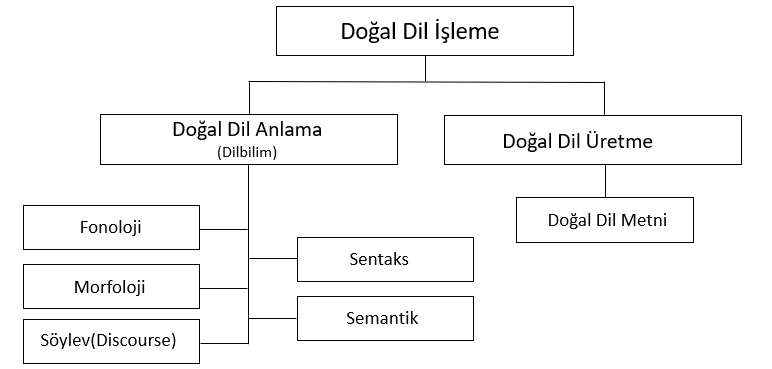 Doğal Dil İşleme
Doğal Dil Anlama
(Dilbilim)
Doğal Dil Üretme
Doğal Dil Metni
Fonoloji
Sentaks
Morfoloji
Semantik
Söylev(Discourse)